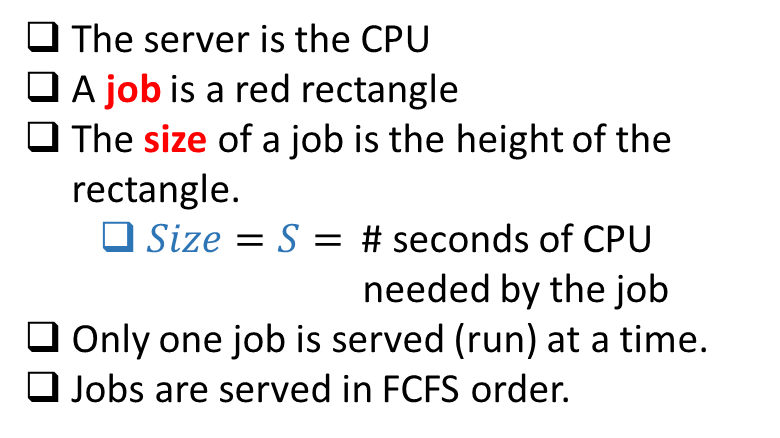 ❑ The server is the CPU
❑ A job is a red rectangle
❑ The size of a job is the height of the
rectangle.
❑ Size = S = # seconds of CPU
needed by the job
❑ Only one job is served (run) at a time.
❑ Jobs are served in FCFS order.